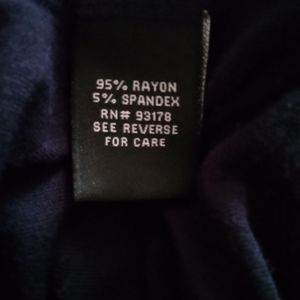 95% RAYON
5% SPANDEX
RN# 93178
SEE REVERSE
FOR CARE